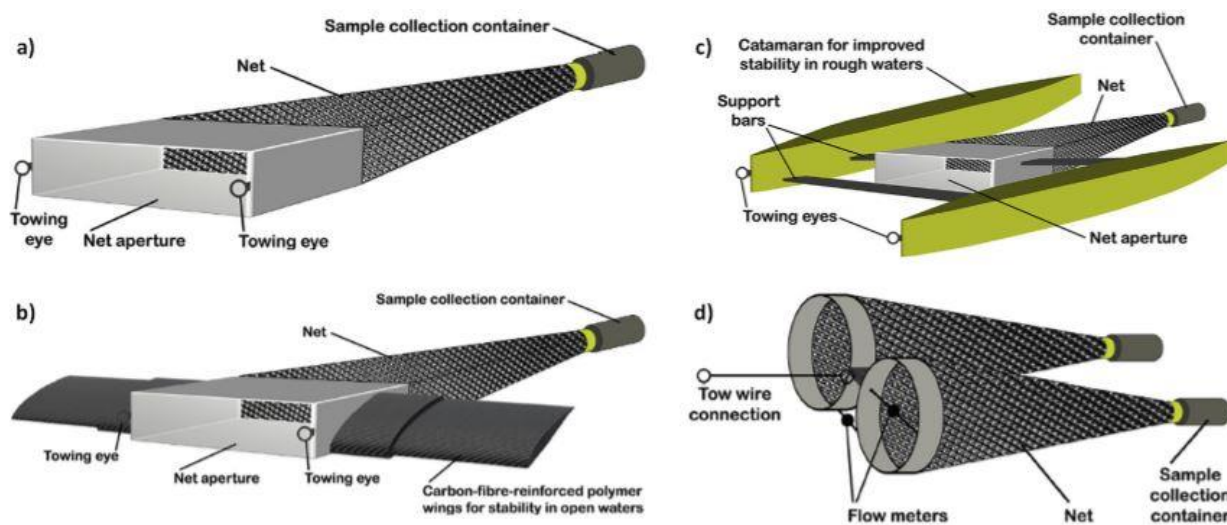 a)
Sample collection container
Net
Towing
eye
Net aperture
Towing eye
b)
Sample collection container
Net
Towing eye
Net aperture
Towing eye
Carbon-fibre-reinforced polymer
wings for stability in open waters
c)
Sample collection
container
Catamaran for improved
stability in rough waters
Net
Support
bars
Towing eyes
Net aperture
d)
Tow wire
connection
Flow meters
Net
Sample
collection
container